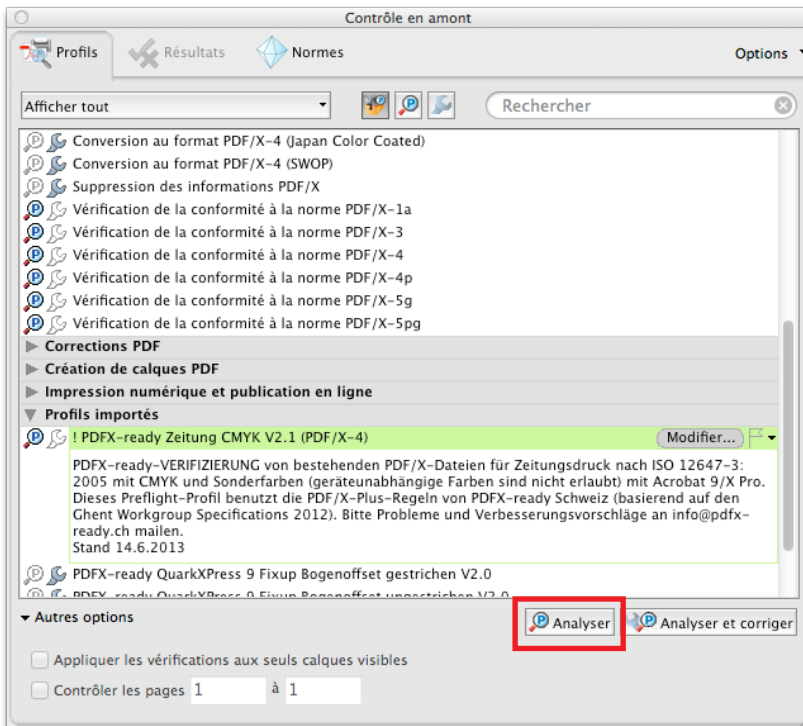 Contrôle en amont
Profils
Résultats
Normes
Options
Afficher tout
Rechercher
Conversion au format PDF/X-4 (Japan Color Coated)
Conversion au format PDF/X-4 (SWOP)
Suppression des informations PDF/X
Vérification de la conformité à la norme PDF/X-1a
Vérification de la conformité à la norme PDF/X-3
Vérification de la conformité à la norme PDF/X-4
Vérification de la conformité à la norme PDF/X-4p
Vérification de la conformité à la norme PDF/X-5g
Vérification de la conformité à la norme PDF/X-5pg
Corrections PDF
Création de calques PDF
Impression numérique et publication en ligne
Profils importés
! PDFX-ready Zeitung CMYK V2.1 (PDF/X-4)
Modifier...
PDFX-ready-VERIFIZIERUNG von bestehenden PDF/X-Dateien für Zeitungsdruck nach ISO 12647-3:
2005 mit CMYK und Sonderfarben (geräteunabhängige Farben sind nicht erlaubt) mit Acrobat 9/X Pro.
Dieses Preflight-Profil benutzt die PDF/X-Plus-Regeln von PDFX-ready Schweiz (basierend auf den
Ghent Workgroup Specifications 2012). Bitte Probleme und Verbesserungsvorschläge an info@pdfx-
ready.ch mailen.
Stand 14.6.2013
PDFX-ready QuarkXPress 9 Fixup Bogenoffset gestrichen V2.0
PDFX-ready QuarkXPress 9 Fixup Bogenoffset ungestrichen V2.0
Autres options
Analyser
Analyser et corriger
Appliquer les vérifications aux seuls calques visibles
Contrôler les pages 1 à 1